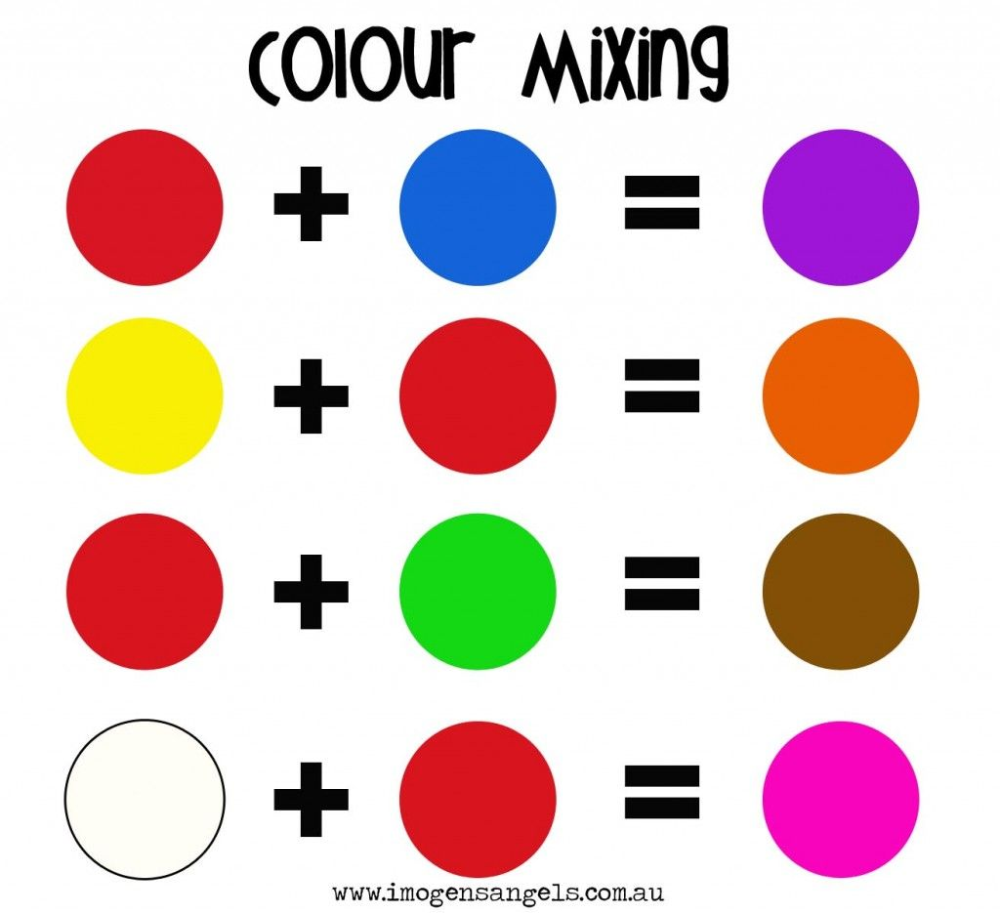 Colour Mixing
+ =
+ =
+ =
+ =
www.imogensangels.com.au